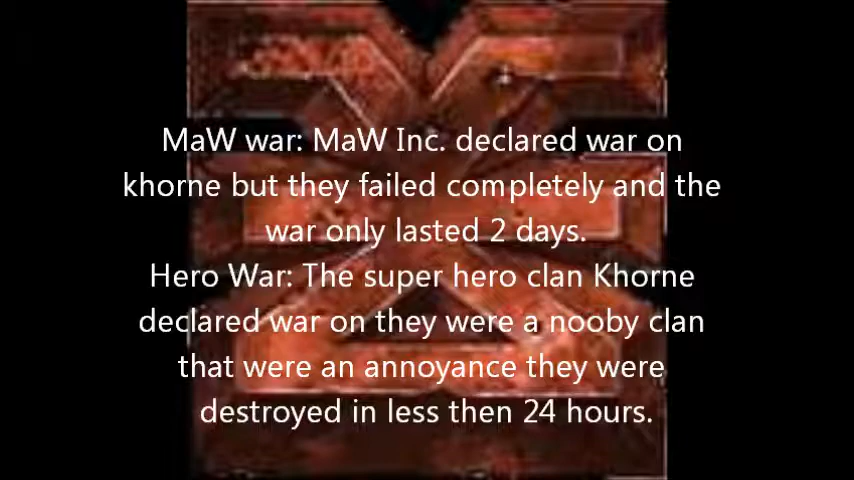 MaW war: MaW Inc. declared war on
khorne but they failed completely and the
war only lasted 2 days.
Hero War: The super hero clan Khorne
declared war on they were a nooby clan
that were an annoyance they were
destroyed in less then 24 hours.